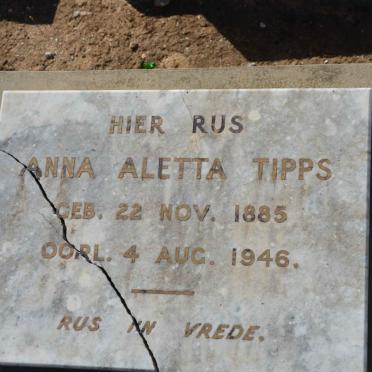 HIER RUS
ANNA ALETTA TIPPS
GEB. 22 NOV. 1885
OORL. 4 AUG. 1946.
RUS IN VREDE.